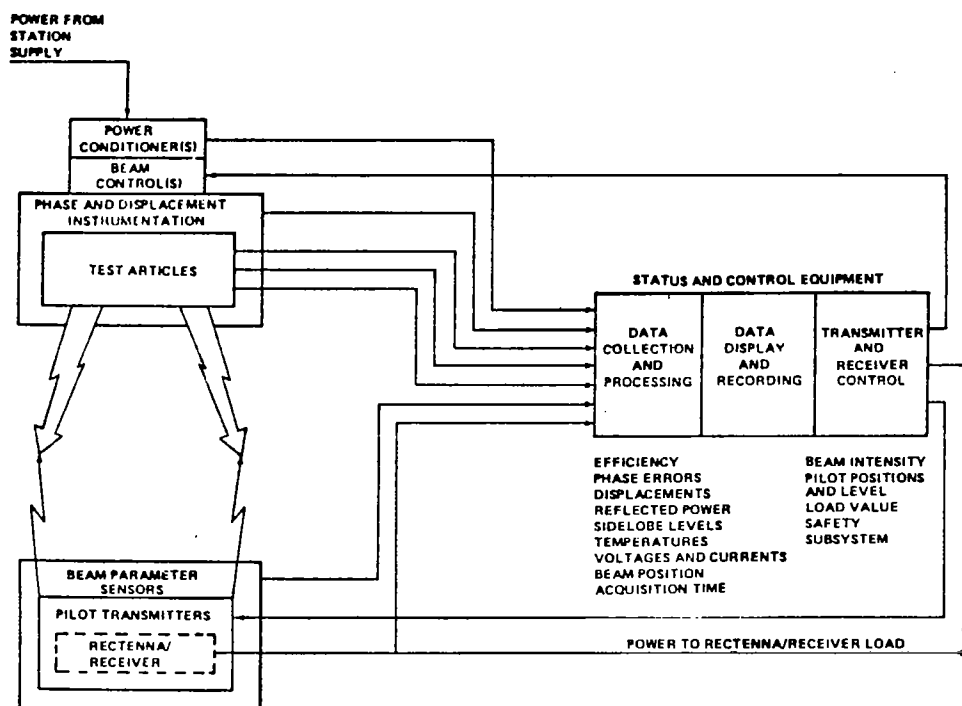 POWER FROM
STATION
SUPPLY
POWER
CONDITIONER(S)
BEAM
CONTROL(S)
PHASE AND DISPLACEMENT
INSTRUMENTATION
TEST ARTICLES
STATUS AND CONTROL EQUIPMENT
DATA
COLLECTION
AND
PROCESSING
DATA
DISPLAY
AND
RECORDING
TRANSMITTER
AND
RECEIVER
CONTROL
EFFICIENCY
PHASE ERRORS
DISPLACEMENTS
REFLECTED POWER
SIDELOBE LEVELS
TEMPERATURES
VOLTAGES AND CURRENTS
BEAM POSITION
ACQUISITION TIME
BEAM INTENSITY
PILOT POSITIONS
AND LEVEL
LOAD VALUE
SAFETY
SUBSYSTEM
BEAM PARAMETER
SENSORS
PILOT TRANSMITTERS
RECTENNA/
RECEIVER
POWER TO RECTENNA/RECEIVER LOAD